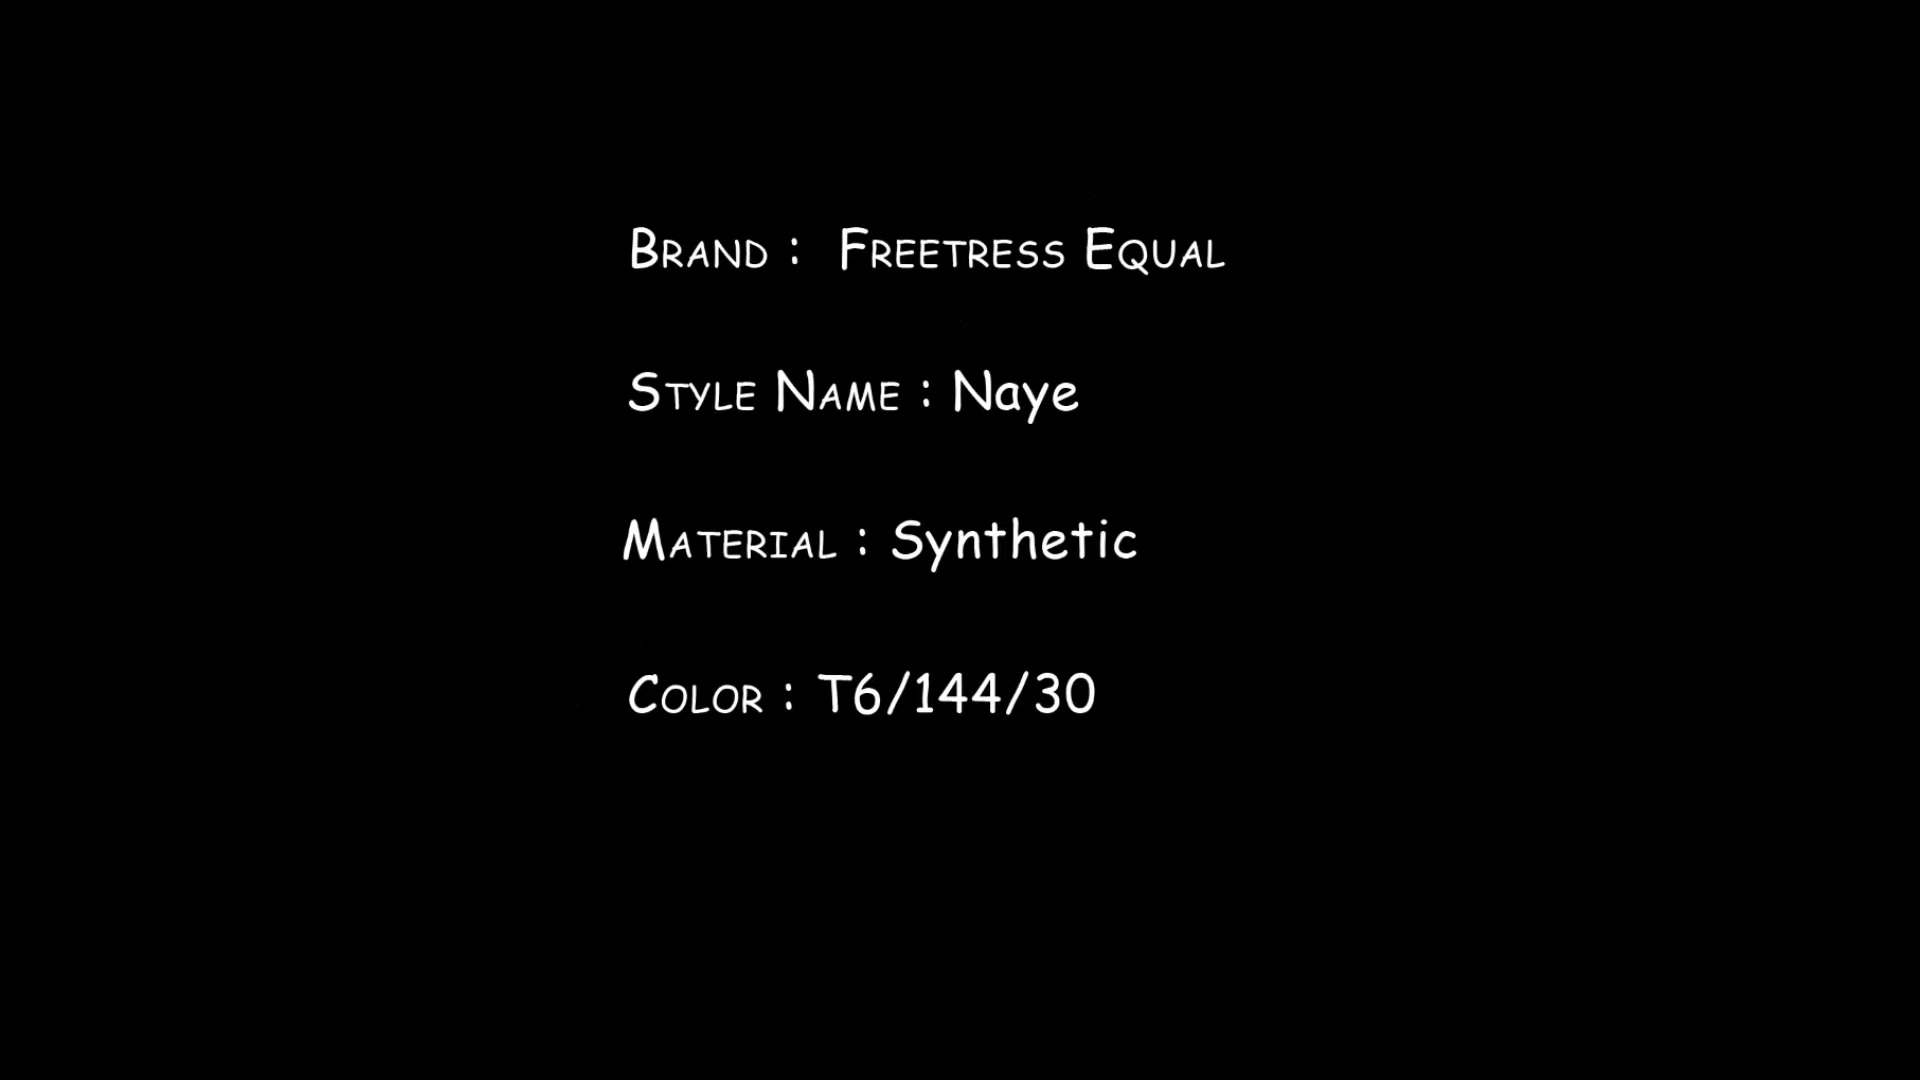 Brand :  Freetress Equal
Style Name : Naye
Material : Synthetic
Color : T6/144/30